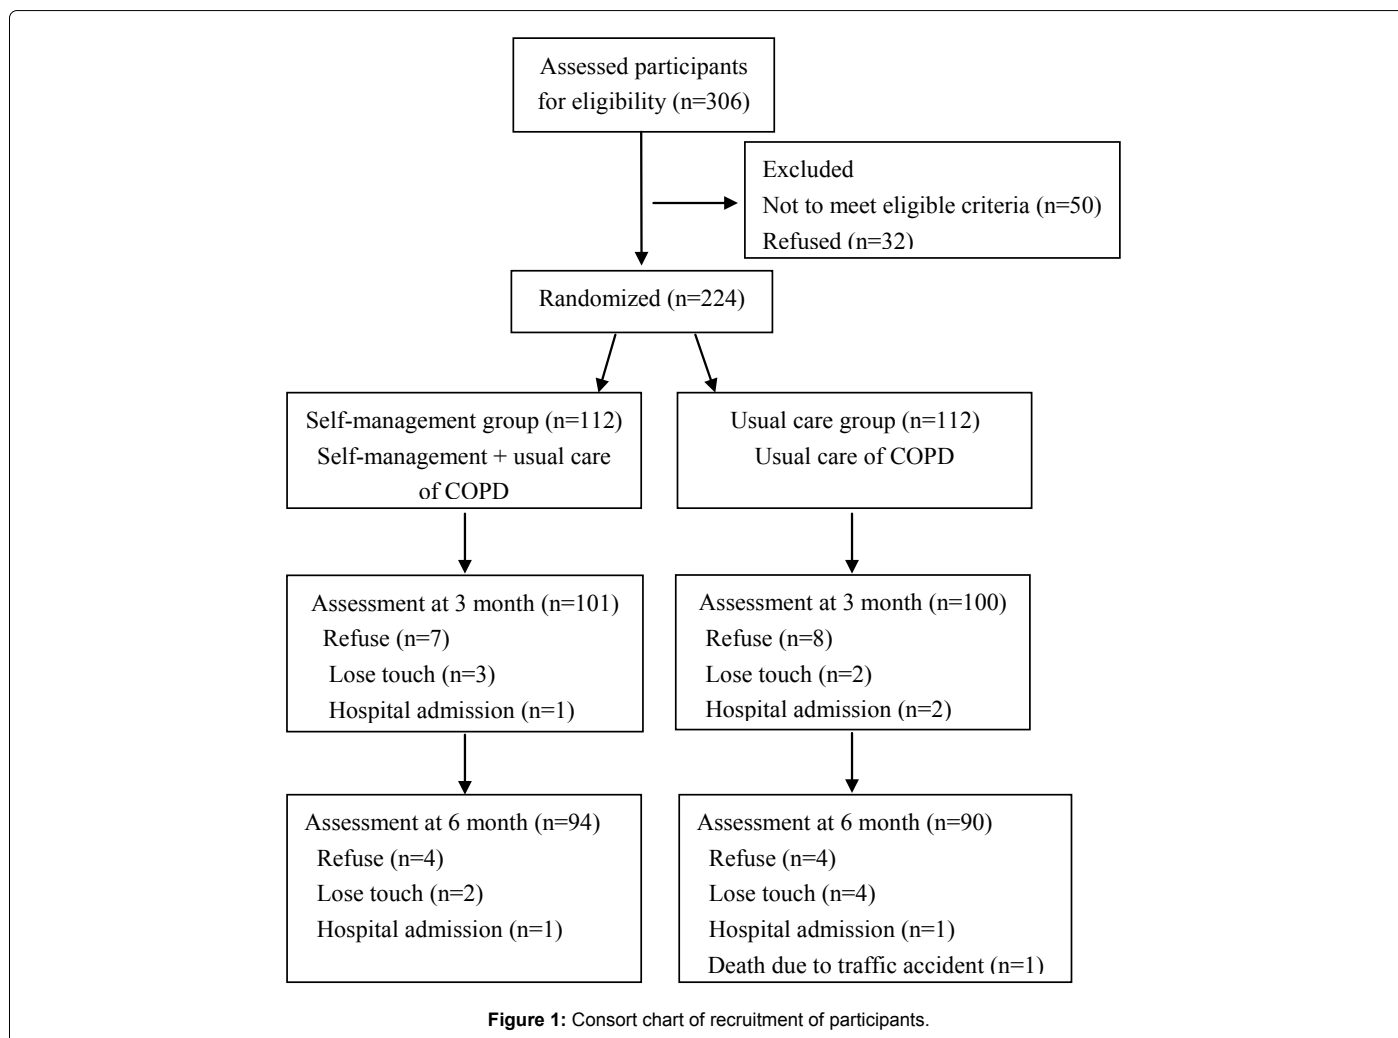 Assessed participants
for eligibility (n=306)
Excluded
Not to meet eligible criteria (n=50)
Refused (n=32)
Randomized (n=224)
Self-management group (n=112)
Self-management + usual care
of COPD
Usual care group (n=112)
Usual care of COPD
Assessment at 3 month (n=101)
Refuse (n=7)
Lose touch (n=3)
Hospital admission (n=1)
Assessment at 3 month (n=100)
Refuse (n=8)
Lose touch (n=2)
Hospital admission (n=2)
Assessment at 6 month (n=94)
Refuse (n=4)
Lose touch (n=2)
Hospital admission (n=1)
Assessment at 6 month (n=90)
Refuse (n=4)
Lose touch (n=4)
Hospital admission (n=1)
Death due to traffic accident (n=1)
Figure 1: Consort chart of recruitment of participants.